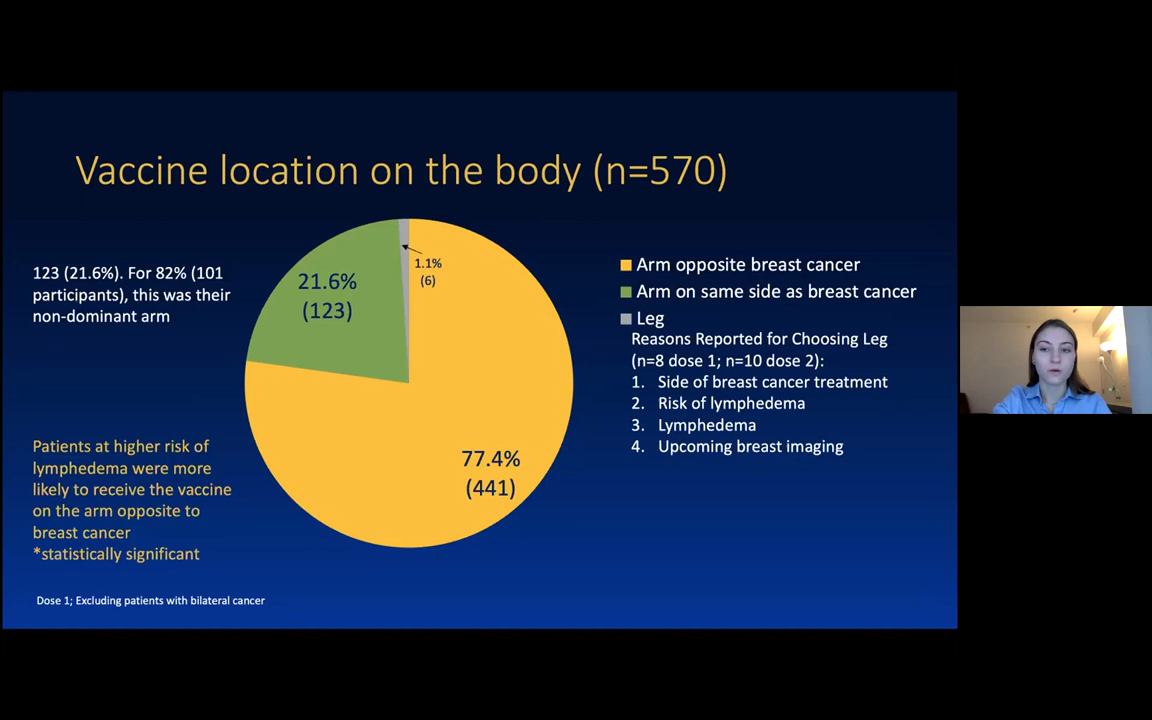 Vaccine location on the body (n=570)
123 (21.6%). For 82% (101
participants), this was their
non-dominant arm
Patients at higher risk of
lymphedema were more
likely to receive the vaccine
on the arm opposite to
breast cancer
*statistically significant
21.6%
(123)
1.1%
(6)
77.4%
(441)
Arm opposite breast cancer
Arm on same side as breast cancer
Leg
Reasons Reported for Choosing Leg
(n=8 dose 1; n=10 dose 2):
1. Side of breast cancer treatment
2. Risk of lymphedema
3. Lymphedema
4. Upcoming breast imaging
Dose 1; Excluding patients with bilateral cancer